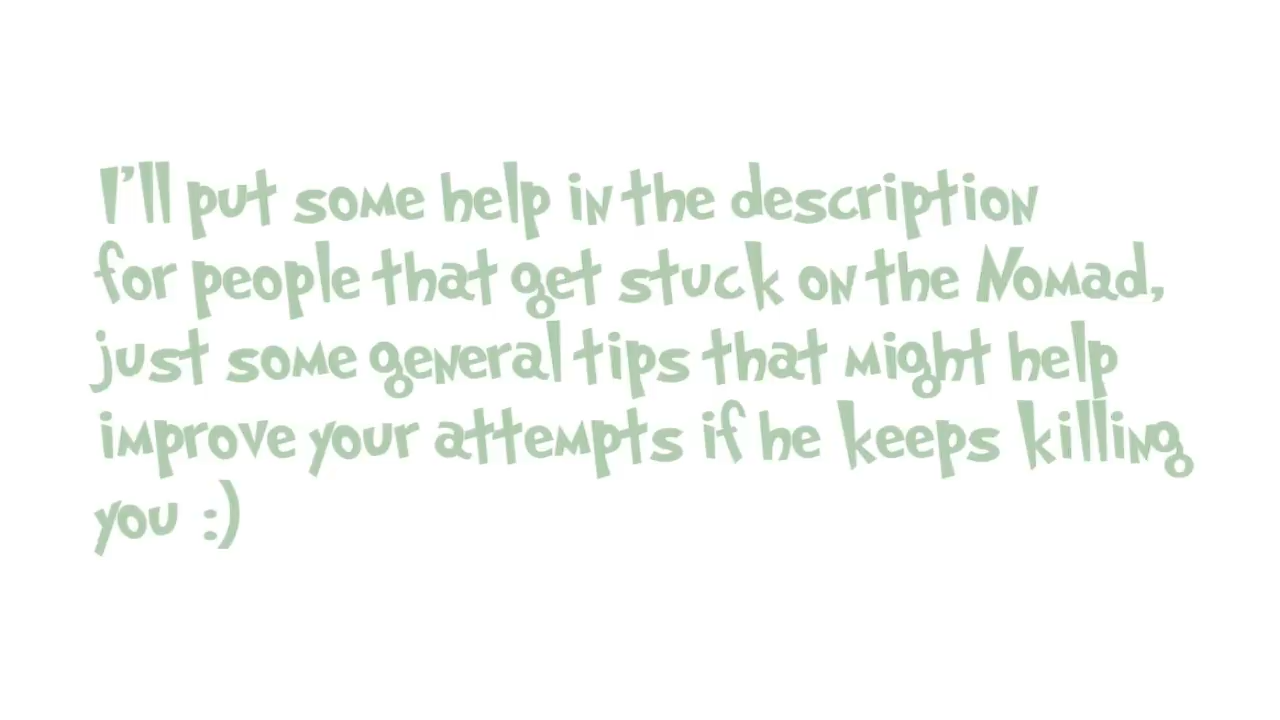 I'll put some help in the description
for people that get stuck on the Nomad,
just some general tips that might help
improve your attempts if he keeps killing
you :)